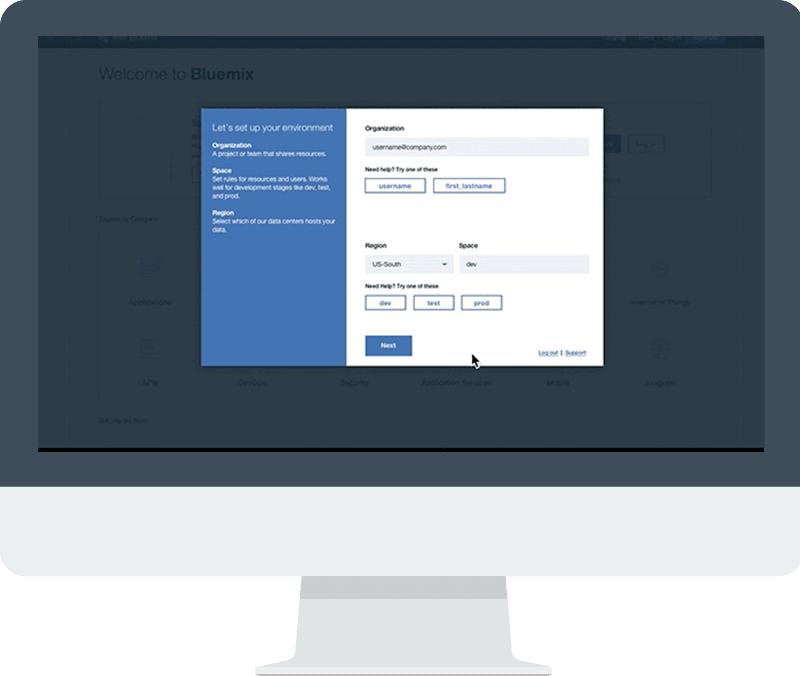 Welcome to Bluemix
Let's set up your environment
Organization
A project or team that shares resources.
Space
Set rules for resources and users. Works
well for development stages like dev, test,
and prod.
Region
Select which of our data centers hosts your
data.
Organization
username@company.com
Need help? Try one of these
username first_lastname
Region Space
US-South dev
Need Help? Try one of these
dev test prod
Next
Log out | Support
Applications
Internet of Things
APIs DevOps Security Application Services Mobile Integrate